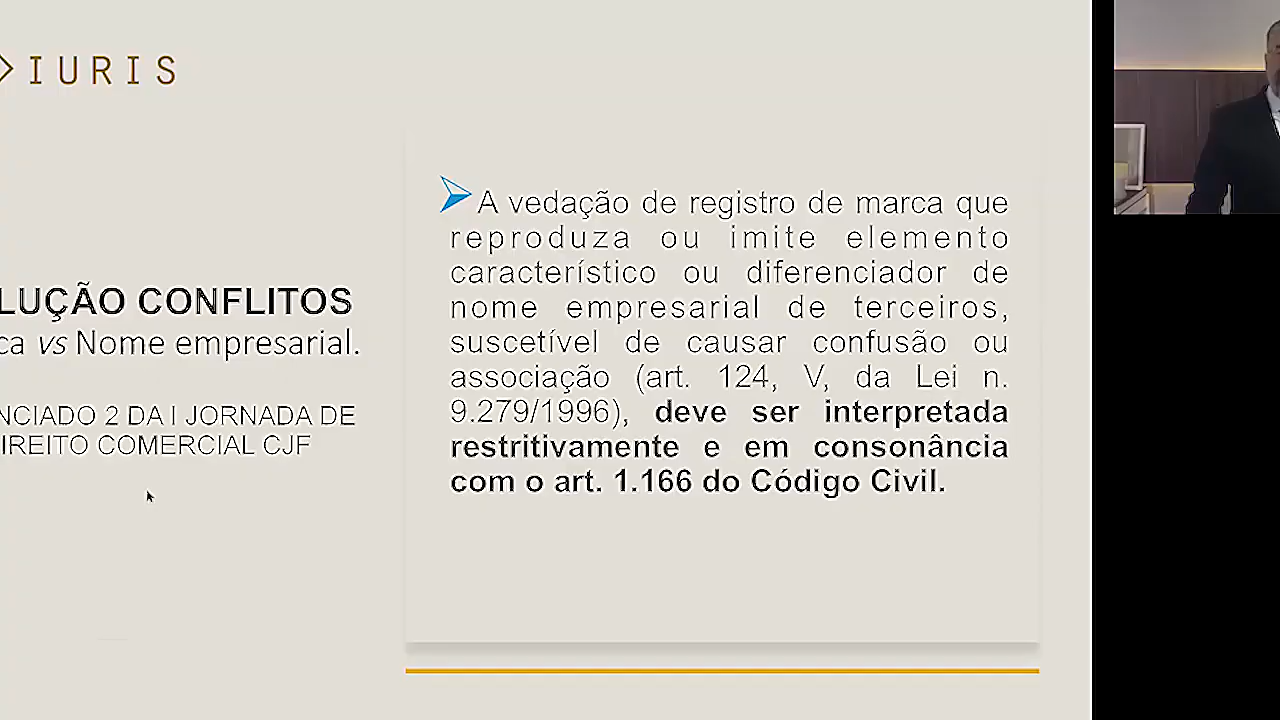 IURIS
LUÇÃO CONFLITOS
ca vs Nome empresarial.
NCIADO 2 DA I JORNADA DE
IREITO COMERCIAL CJF
A vedação de registro de marca que
reproduza ou imite elemento
característico ou diferenciador de
nome empresarial de terceiros,
suscetível de causar confusão ou
associação (art. 124, V, da Lei n.
9.279/1996), deve ser interpretada
restritivamente e em consonância
com o art. 1.166 do Código Civil.